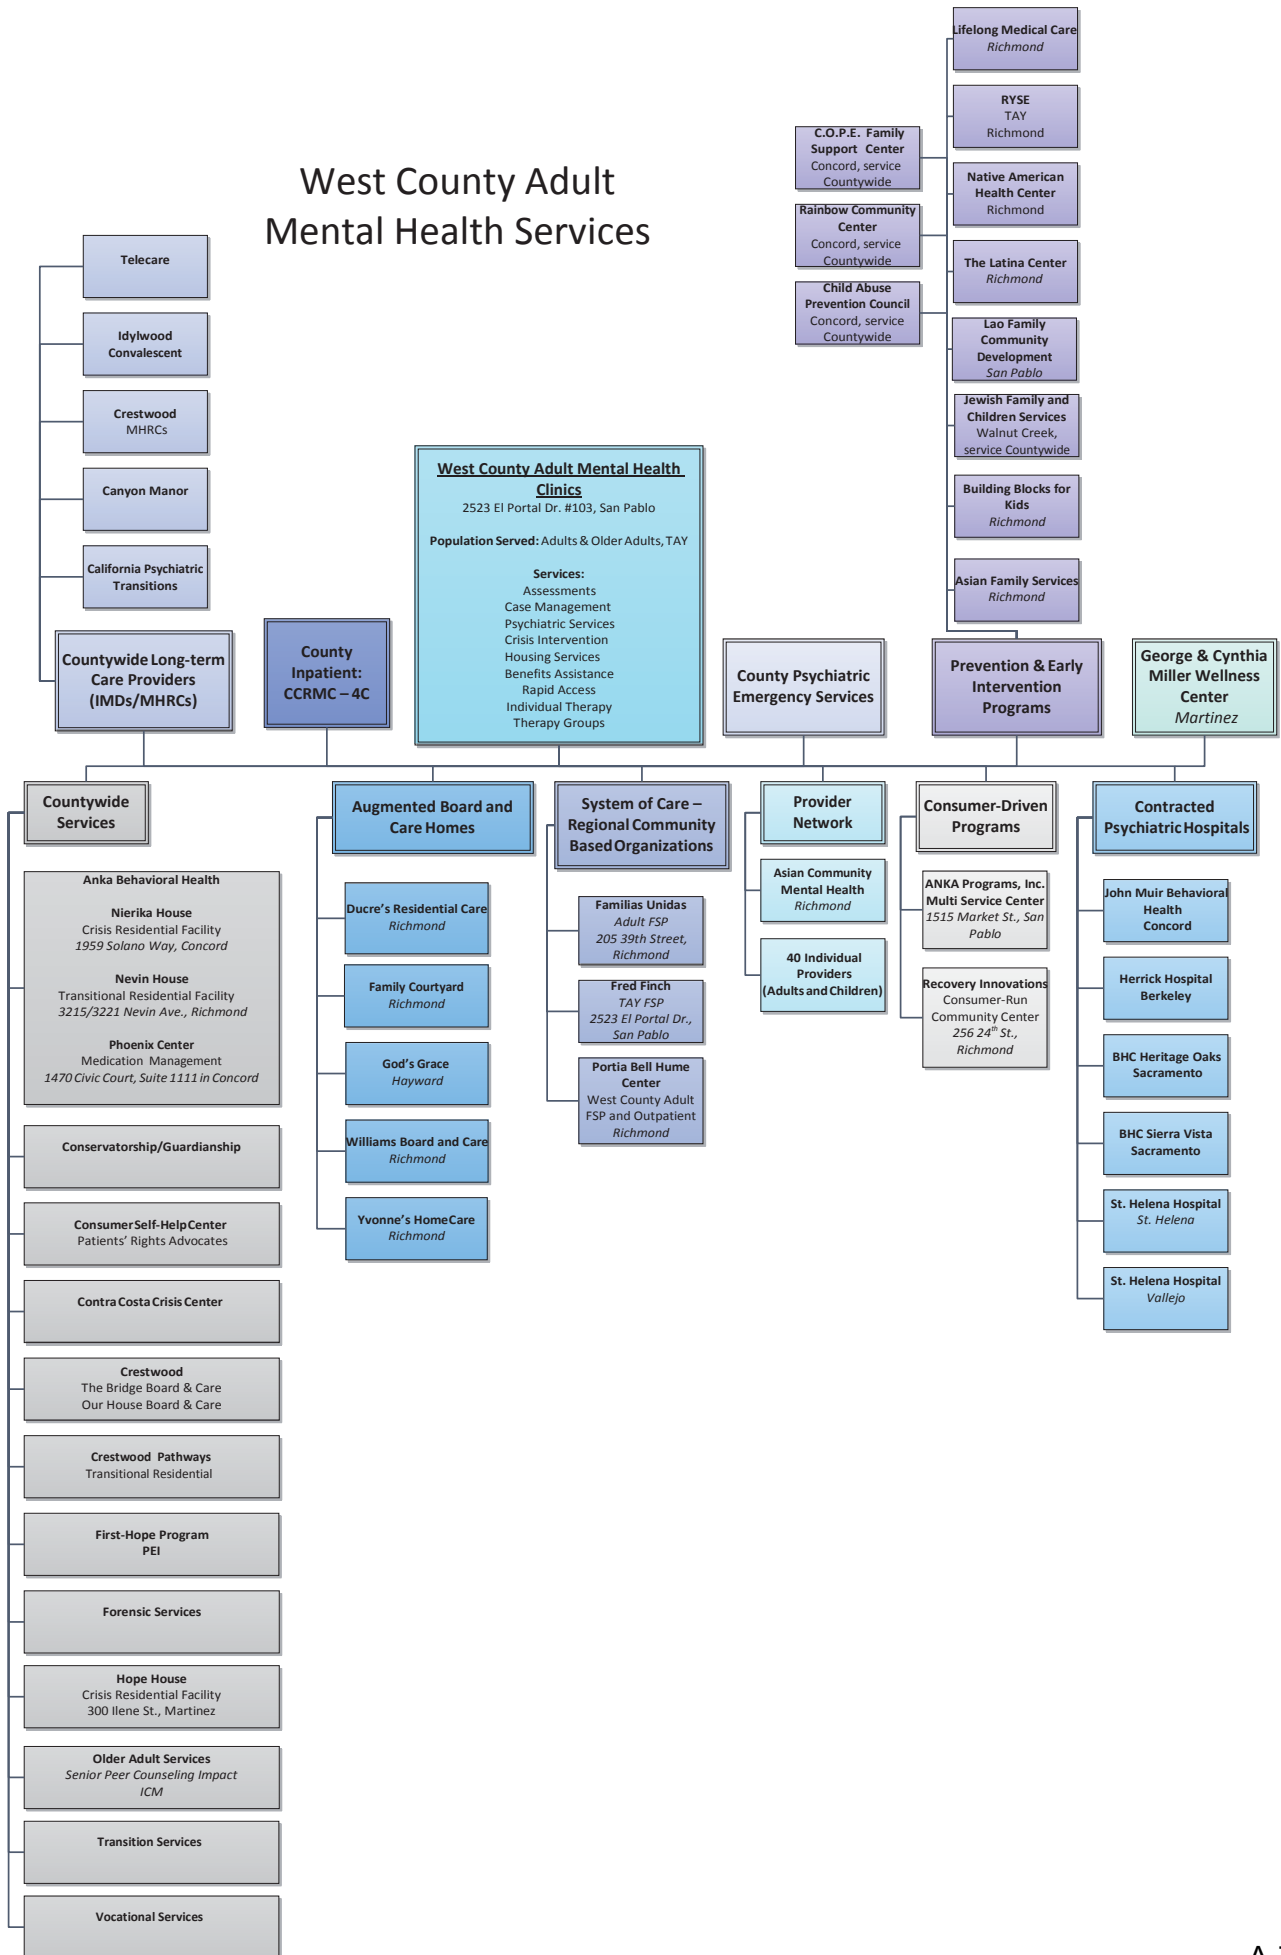 West County Adult
Mental Health Services
Lifelong Medical Care
Richmond
RYSE
TAY
Richmond
Native American
Health Center
Richmond
The Latina Center
Richmond
Lao Family
Community
Development
San Pablo
Jewish Family and
Children Services
Walnut Creek,
service Countywide
Building Blocks for
Kids
Richmond
Asian Family Services
Richmond
C.O.P.E. Family
Support Center
Concord, service
Countywide
Rainbow Community
Center
Concord, service
Countywide
Child Abuse
Prevention Council
Concord, service
Countywide
Telecare
Idylwood
Convalescent
Crestwood
MHRCs
Canyon Manor
California Psychiatric
Transitions
Countywide Long-term
Care Providers
(IMDs/MHRCs)
County
Inpatient:
CCRMC – 4C
West County Adult Mental Health
Clinics
2523 El Portal Dr. #103, San Pablo
Population Served: Adults & Older Adults, TAY
Services:
Assessments
Case Management
Psychiatric Services
Crisis Intervention
Housing Services
Benefits Assistance
Rapid Access
Individual Therapy
Therapy Groups
County Psychiatric
Emergency Services
Prevention & Early
Intervention
Programs
George & Cynthia
Miller Wellness
Center
Martinez
Countywide
Services
Anka Behavioral Health
Nierika House
Crisis Residential Facility
1959 Solano Way, Concord
Nevin House
Transitional Residential Facility
3215/3221 Nevin Ave., Richmond
Phoenix Center
Medication Management
1470 Civic Court, Suite 1111 in Concord
Conservatorship/Guardianship
Consumer Self-Help Center
Patients' Rights Advocates
Contra Costa Crisis Center
Crestwood
The Bridge Board & Care
Our House Board & Care
Crestwood Pathways
Transitional Residential
First-Hope Program
PEI
Forensic Services
Hope House
Crisis Residential Facility
300 Ilene St., Martinez
Older Adult Services
Senior Peer Counseling Impact
ICM
Transition Services
Vocational Services
Augmented Board and
Care Homes
Ducre's Residential Care
Richmond
Family Courtyard
Richmond
God's Grace
Hayward
Williams Board and Care
Richmond
Yvonne's HomeCare
Richmond
System of Care –
Regional Community
Based Organizations
Familias Unidas
Adult FSP
205 39th Street,
Richmond
Fred Finch
TAY FSP
2523 El Portal Dr.,
San Pablo
Portia Bell Hume
Center
West County Adult
FSP and Outpatient
Richmond
Provider
Network
Asian Community
Mental Health
Richmond
40 Individual
Providers
(Adults and Children)
Consumer-Driven
Programs
ANKA Programs, Inc.
Multi Service Center
1515 Market St., San
Pablo
Recovery Innovations
Consumer-Run
Community Center
256 24th St.,
Richmond
Contracted
Psychiatric Hospitals
John Muir Behavioral
Health
Concord
Herrick Hospital
Berkeley
BHC Heritage Oaks
Sacramento
BHC Sierra Vista
Sacramento
St. Helena Hospital
St. Helena
St. Helena Hospital
Vallejo